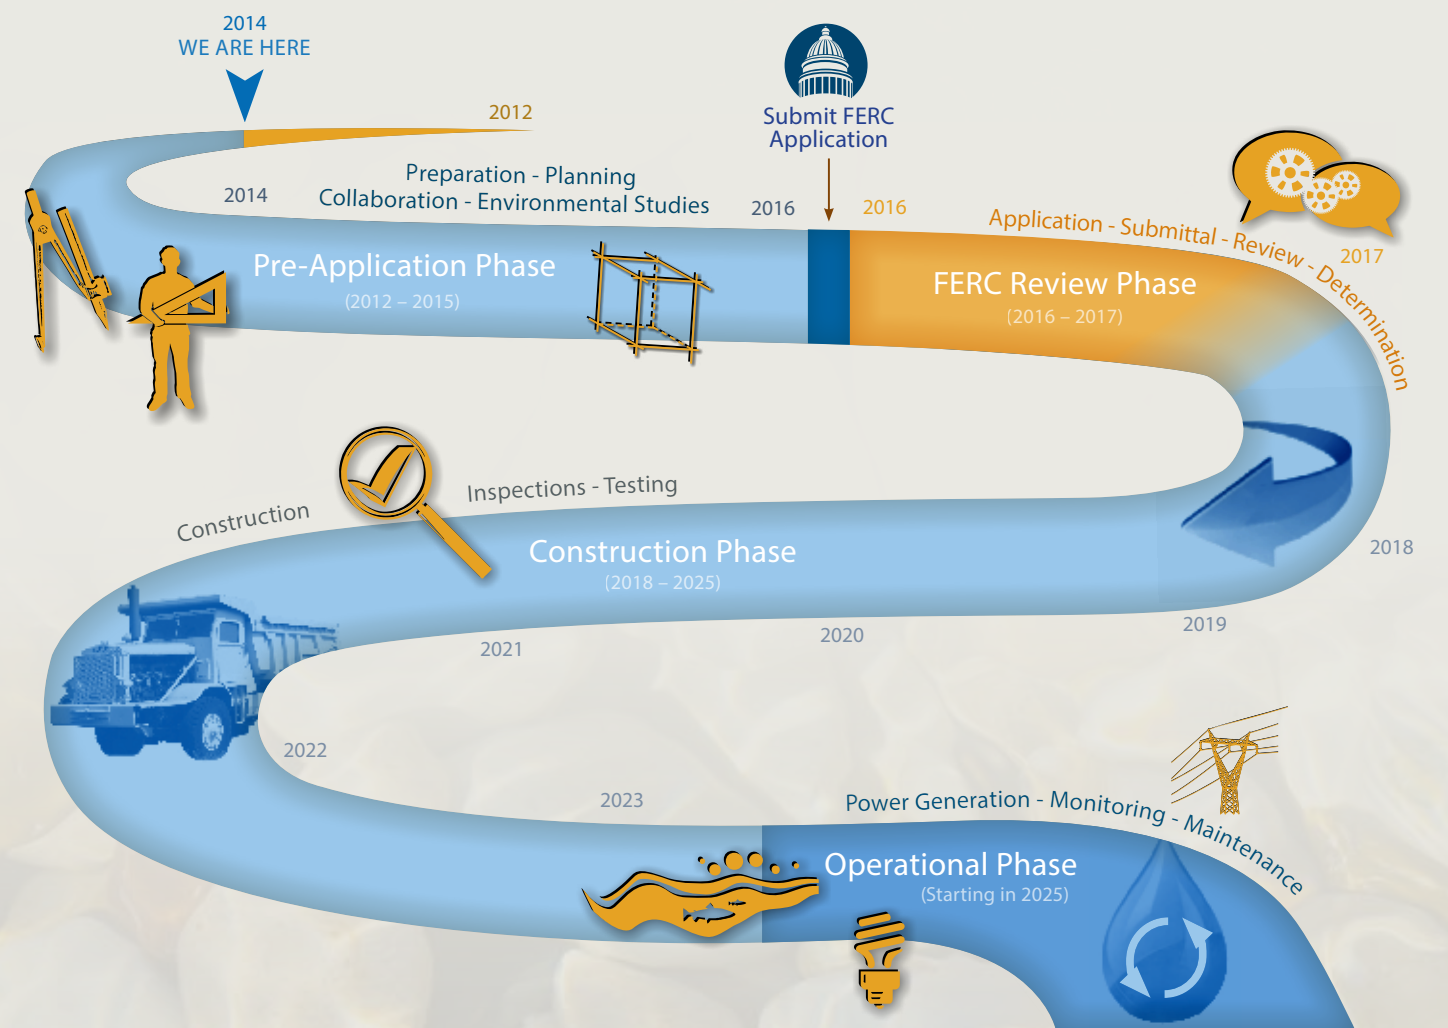 2014
WE ARE HERE
2012
Submit FERC
Application
Preparation - Planning
Collaboration - Environmental Studies
2014
2016
2016
Application - Submittal - Review - Determination
2017
Pre-Application Phase
(2012 – 2015)
FERC Review Phase
(2016 – 2017)
Construction
Inspections - Testing
Construction Phase
(2018 – 2025)
2018
2019
2020
2021
2022
2023
Power Generation - Monitoring - Maintenance
Operational Phase
(Starting in 2025)